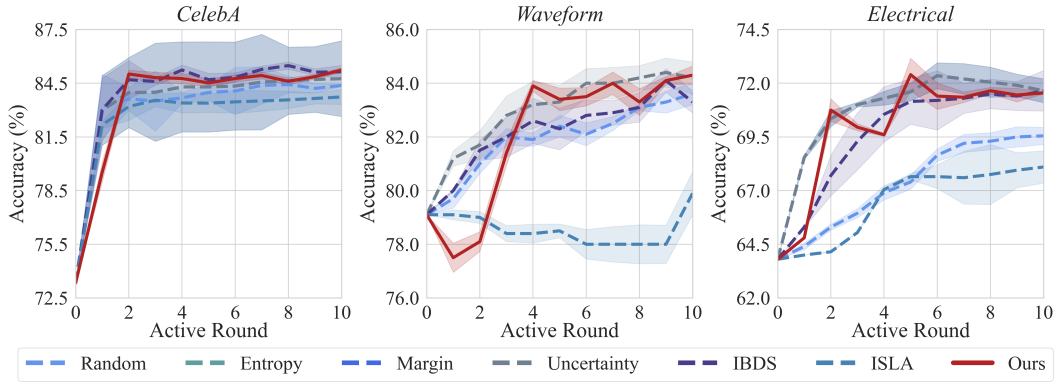 CelebA
Accuracy (%)
87.5
84.5
81.5
78.5
75.5
72.5
0 2 4 6 8 10
Active Round
Waveform
Accuracy (%)
86.0
84.0
82.0
80.0
78.0
76.0
0 2 4 6 8 10
Active Round
Electrical
Accuracy (%)
74.5
72.0
69.5
67.0
64.5
62.0
0 2 4 6 8 10
Active Round
Random Entropy Margin Uncertainty IBDS ISLA Ours